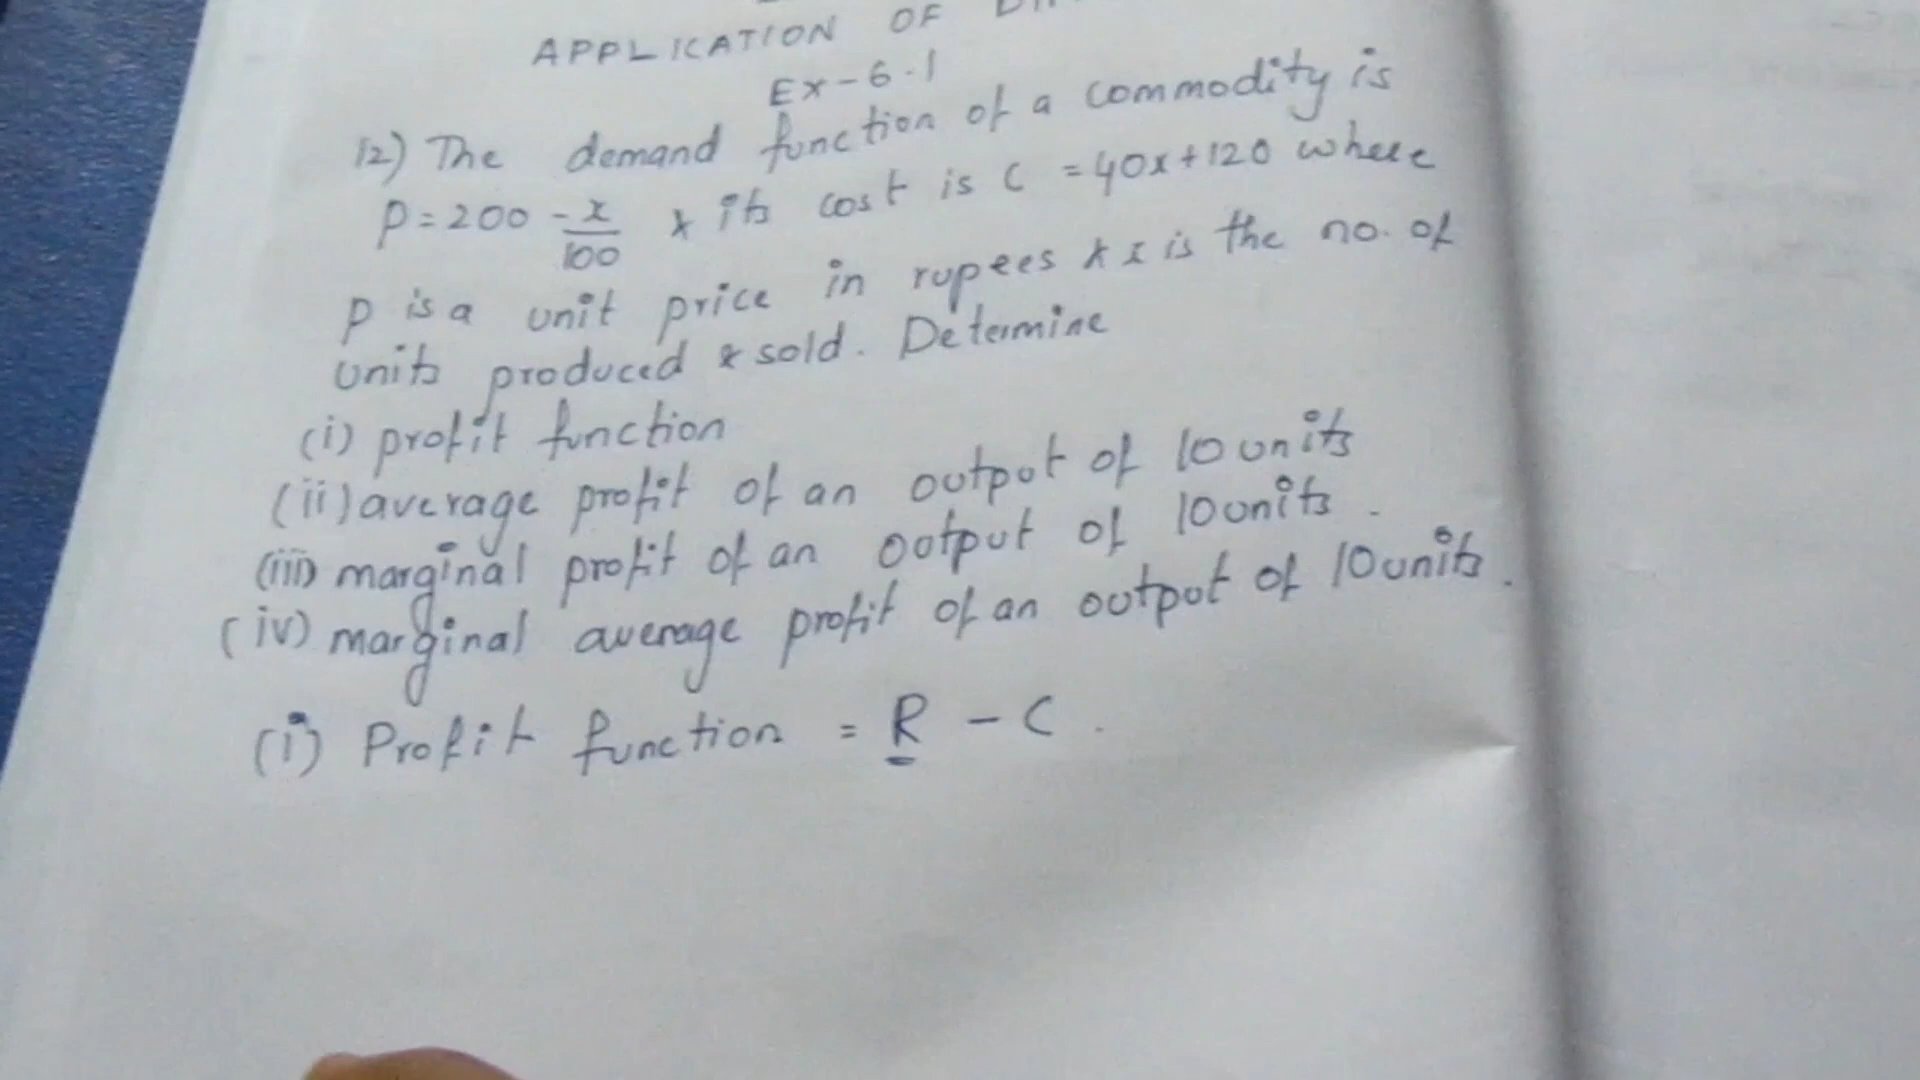 APPLICATION OF
Ex-6.1
12) The demand function of a commodity is
P = 200 - x/100 & its cost is C = 40x + 120 where
p is a unit price in rupees & x is the no. of
units produced & sold. Determine
(i) profit function
(ii) average profit of an output of 10 units
(iii) marginal profit of an output of 10 units.
(iv) marginal average profit of an output of 10 units.
(i) Profit function = R - C.